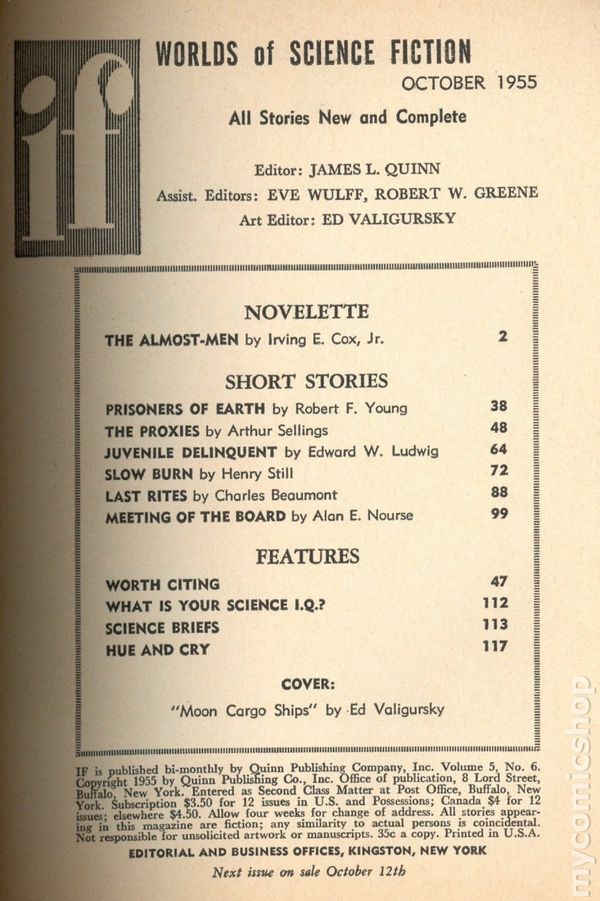 if
WORLDS of SCIENCE FICTION
OCTOBER 1955
All Stories New and Complete
Editor: JAMES L. QUINN
Assist. Editors: EVE WULFF, ROBERT W. GREENE
Art Editor: ED VALIGURSKY
NOVELETTE
THE ALMOST-MEN by Irving E. Cox, Jr. 2
SHORT STORIES
PRISONERS OF EARTH by Robert F. Young 38
THE PROXIES by Arthur Sellings 48
JUVENILE DELINQUENT by Edward W. Ludwig 64
SLOW BURN by Henry Still 72
LAST RITES by Charles Beaumont 88
MEETING OF THE BOARD by Alan E. Nourse 99
FEATURES
WORTH CITING 47
WHAT IS YOUR SCIENCE I.Q.? 112
SCIENCE BRIEFS 113
HUE AND CRY 117
COVER:
"Moon Cargo Ships" by Ed Valigursky
IF is published bi-monthly by Quinn Publishing Company, Inc. Volume 5, No. 6.
Copyright 1955 by Quinn Publishing Co., Inc. Office of publication, 8 Lord Street,
Buffalo, New York. Entered as Second Class Matter at Post Office, Buffalo, New
York. Subscription $3.50 for 12 issues in U.S. and Possessions; Canada $4 for 12
issues; elsewhere $4.50. Allow four weeks for change of address. All stories appear-
ing in this magazine are fiction; any similarity to actual persons is coincidental.
Not responsible for unsolicited artwork or manuscripts. 35c a copy. Printed in U.S.A.
EDITORIAL AND BUSINESS OFFICES, KINGSTON, NEW YORK
Next issue on sale October 12th
mycomicshop